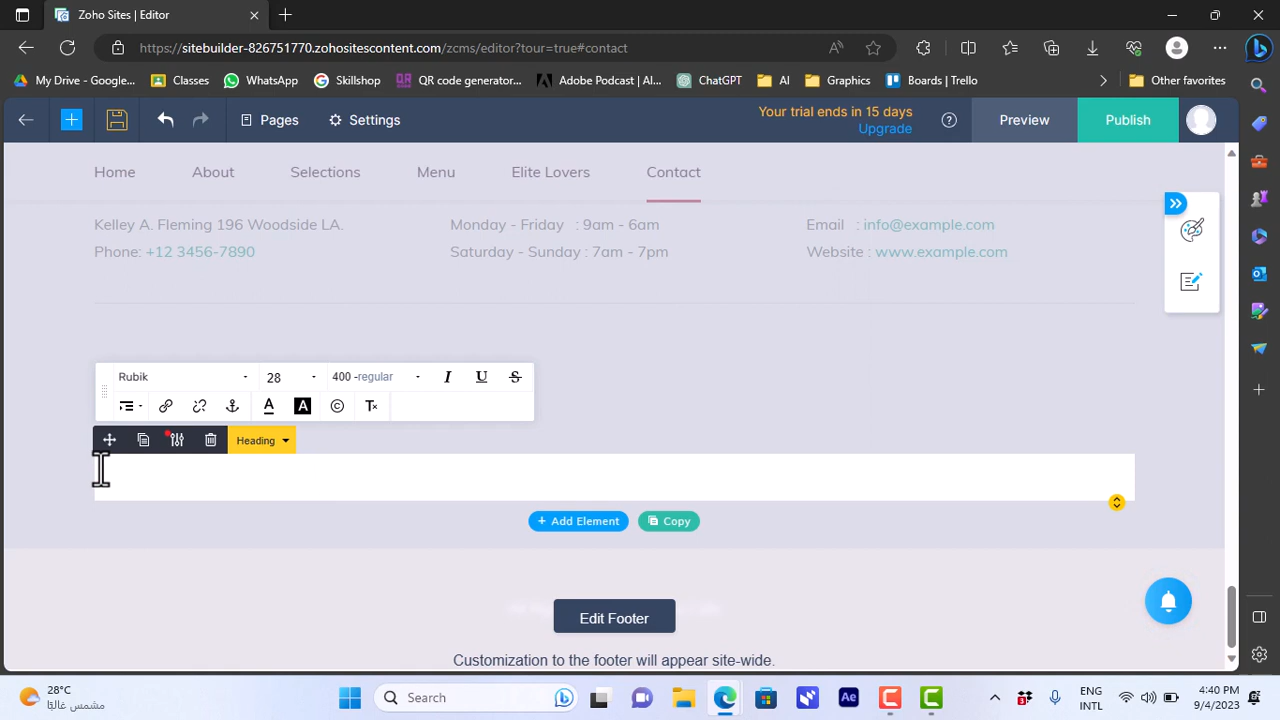 Zoho Sites | Editor
https://sitebuilder-826751770.zohositescontent.com/zcms/editor?tour=true#contact
My Drive - Google...
Classes
WhatsApp
Skillshop
QR code generator...
Adobe Podcast | AI...
ChatGPT
AI
Graphics
Boards | Trello
Other favorites
Pages
Settings
Your trial ends in 15 days
Upgrade
Preview
Publish
Home
About
Selections
Menu
Elite Lovers
Contact
Kelley A. Fleming 196 Woodside LA.
Monday - Friday : 9am - 6am
Email : info@example.com
Phone: +12 3456-7890
Saturday - Sunday : 7am - 7pm
Website : www.example.com
Rubik
28
400 -regular
Heading
+ Add Element
Copy
Edit Footer
Customization to the footer will appear site-wide.
28°C
مشمس غالبًا
Search
Ae
ENG
INTL
4:40 PM
9/4/2023